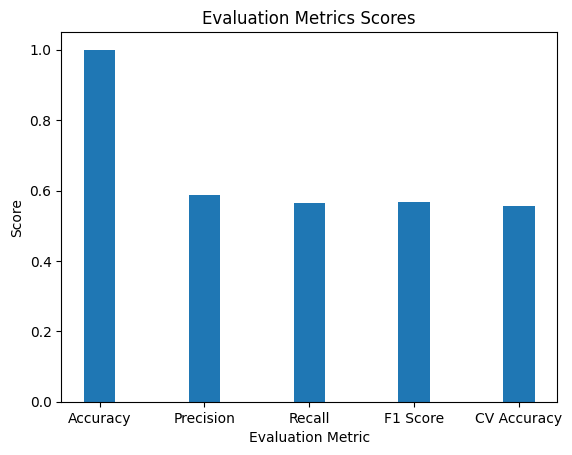 Evaluation Metrics Scores
1.0
0.8
0.6
0.4
0.2
0.0
Score
Accuracy Precision Recall F1 Score CV Accuracy
Evaluation Metric